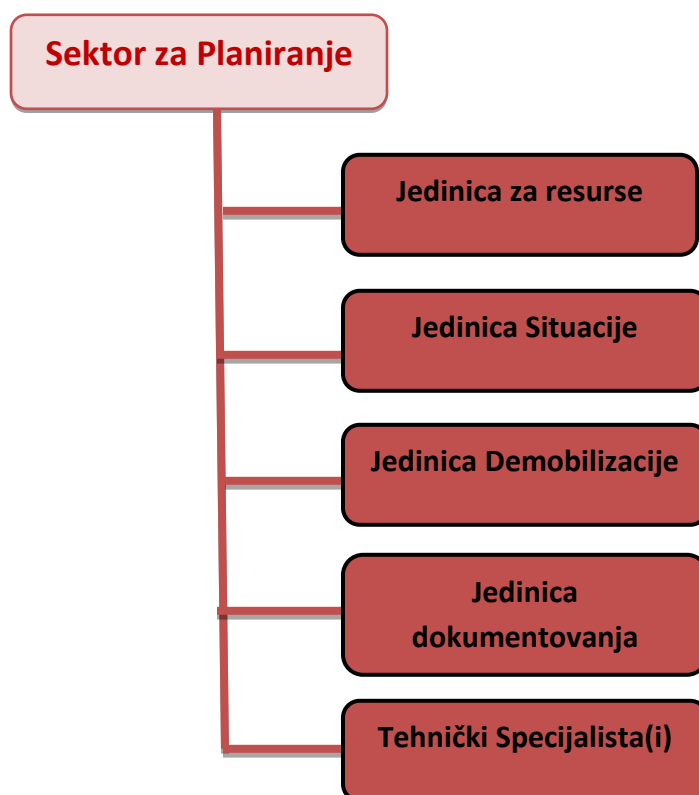 Sektor za Planiranje
Jedinica za resurse
Jedinica Situacije
Jedinica Demobilizacije
Jedinica
dokumentovanja
Tehnički Specijalista(i)